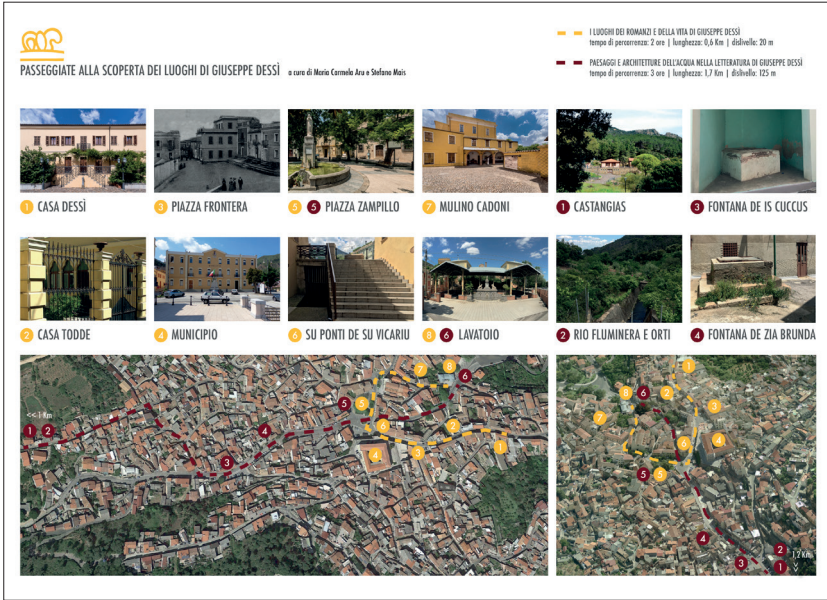 I LUOGHI DEI ROMANZI E DELLA VITA DI GIUSEPPE DESSÌ
tempo di percorrenza: 2 ore | lunghezza: 0,6 Km | dislivello: 20 m
PASSEGGIATE ALLA SCOPERTA DEI LUOGHI DI GIUSEPPE DESSÌ a cura di Maria Carmela Aru e Stefano Mais
PAESAGGI E ARCHITETTURE DELL'ACQUA NELLA LETTERATURA DI GIUSEPPE DESSÌ
tempo di percorrenza: 3 ore | lunghezza: 1,7 Km | dislivello: 125 m
1 CASA DESSÌ
3 PIAZZA FRONTERA
5 5 PIAZZA ZAMPILLO
7 MULINO CADONI
1 CASTANGIAS
3 FONTANA DE IS CUCCUS
2 CASA TODDE
4 MUNICIPIO
6 SU PONTI DE SU VICARIU
8 6 LAVATOIO
2 RIO FLUMINERA E ORTI
4 FONTANA DE ZIA BRUNDA
7 8
6
5 5
<< 1 Km
1 2
4
6 2
3
4 3 1
1
8 6 2
3
7
6 4
5 5
4
2
3 1
1,2 Km